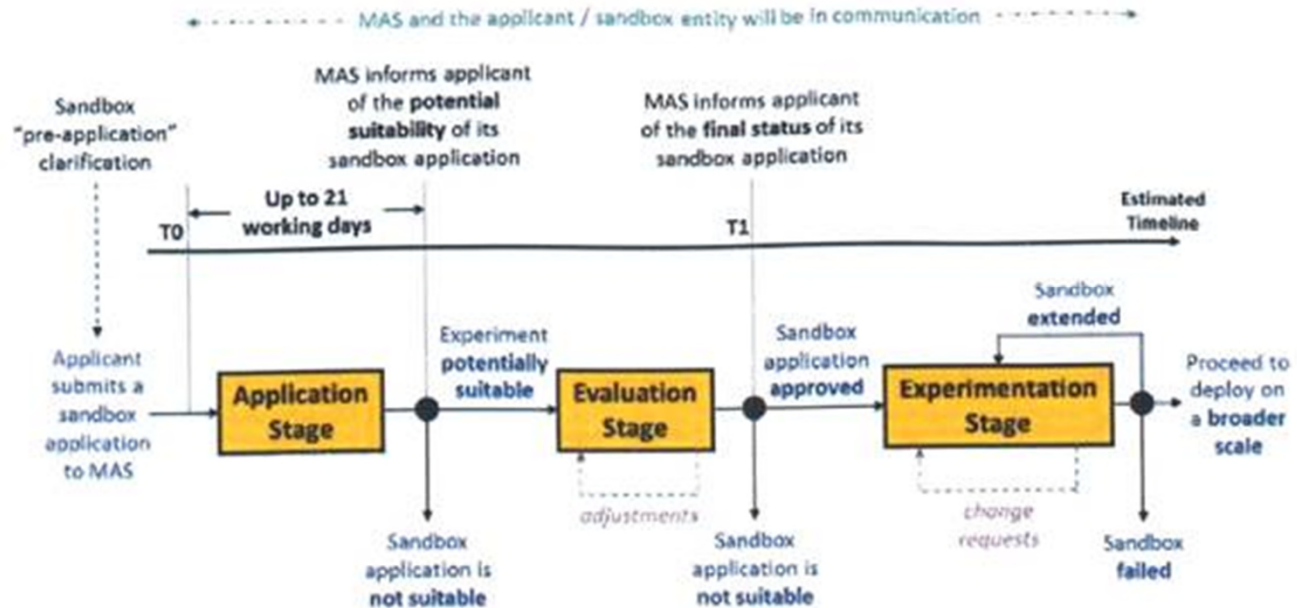 MAS and the applicant / sandbox entity will be in communication
Sandbox
"pre-application"
clarification
MAS informs applicant
of the potential
suitability of its
sandbox application
MAS informs applicant
of the final status of its
sandbox application
Up to 21
working days
T0
T1
Estimated
Timeline
Applicant
submits a
sandbox
application
to MAS
Application
Stage
Experiment
potentially
suitable
Evaluation
Stage
adjustments
Sandbox
application
approved
Experimentation
Stage
change
requests
Sandbox
extended
Proceed to
deploy on
a broader
scale
Sandbox
application is
not suitable
Sandbox
application is
not suitable
Sandbox
failed